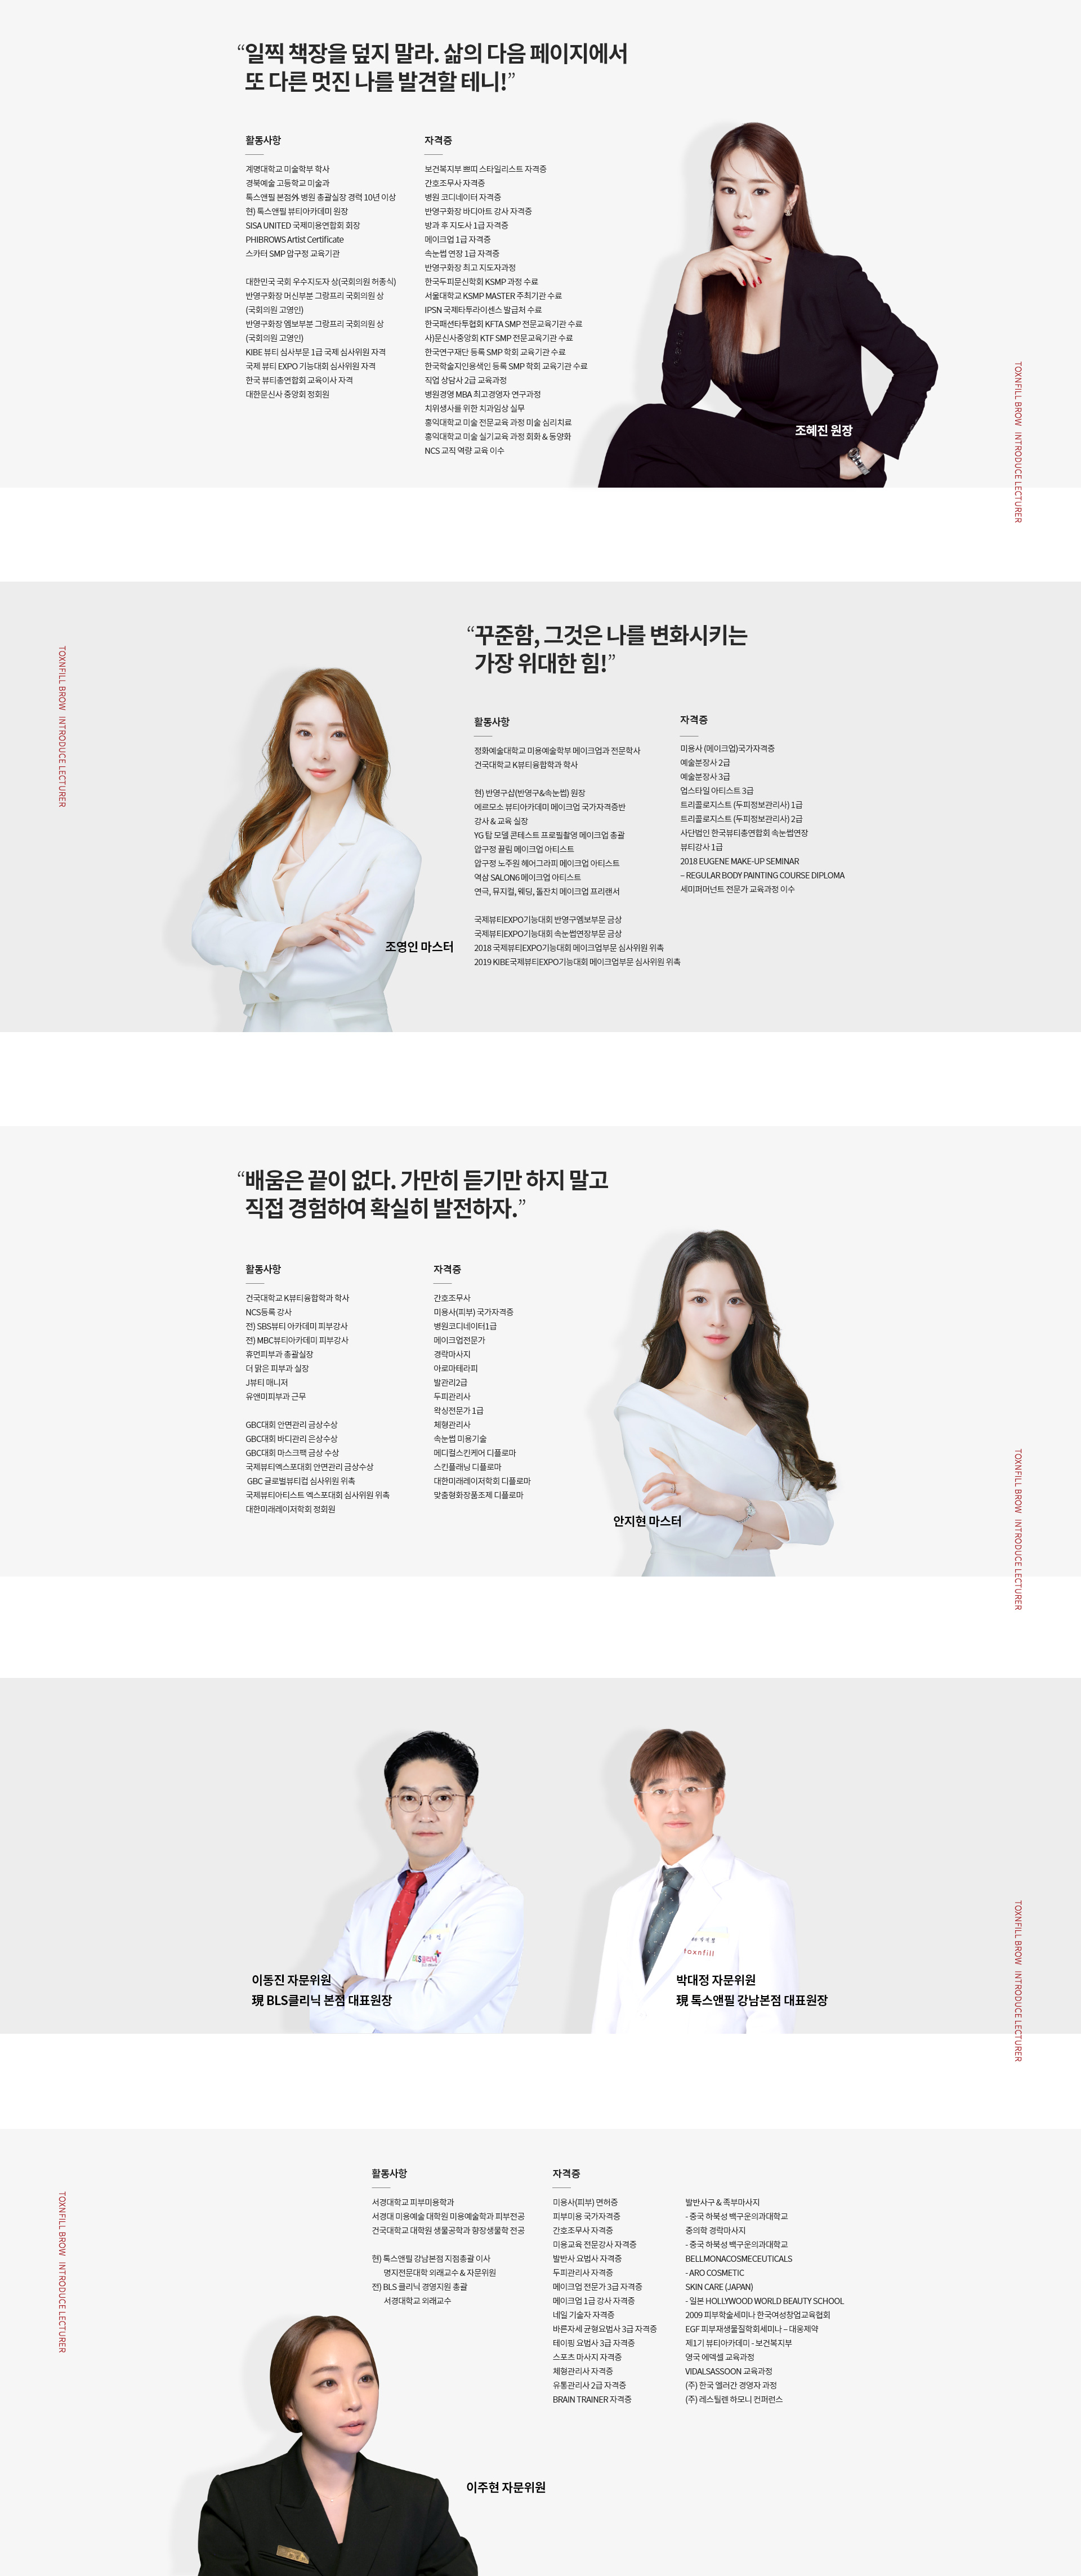 “일찍 책장을 덮지 말라. 삶의 다음 페이지에서
또 다른 멋진 나를 발견할 테니!”
활동사항
계명대학교 미술학부 학사
경북예술 고등학교 미술과
톡스앤필 본점外 병원 총괄실장 경력 10년 이상
현) 톡스앤필 뷰티아카데미 원장
SISA UNITED 국제미용연합회 회장
PHIBROWS Artist Certificate
스카터 SMP 압구정 교육기관
대한민국 국회 우수지도자 상(국회의원 허종식)
반영구화장 머신부분 그랑프리 국회의원 상
(국회의원 고영인)
반영구화장 엠보부분 그랑프리 국회의원 상
(국회의원 고영인)
KIBE 뷰티 심사부문 1급 국제 심사위원 자격
국제 뷰티 EXPO 기능대회 심사위원 자격
한국 뷰티총연합회 교육이사 자격
대한문신사 중앙회 정회원
자격증
보건복지부 쁘띠 스타일리스트 자격증
간호조무사 자격증
병원 코디네이터 자격증
반영구화장 바디아트 강사 자격증
방과 후 지도사 1급 자격증
메이크업 1급 자격증
속눈썹 연장 1급 자격증
반영구화장 최고 지도자과정
한국두피문신학회 KSMP 과정 수료
서울대학교 KSMP MASTER 주최기관 수료
IPSN 국제타투라이센스 발급처 수료
한국패션타투협회 KFTA SMP 전문교육기관 수료
사)문신사중앙회 KTF SMP 전문교육기관 수료
한국연구재단 등록 SMP 학회 교육기관 수료
한국학술지인용색인 등록 SMP 학회 교육기관 수료
직업 상담사 2급 교육과정
병원경영 MBA 최고경영자 연구과정
치위생사를 위한 치과임상 실무
홍익대학교 미술 전문교육 과정 미술 심리치료
홍익대학교 미술 실기교육 과정 회화 & 동양화
NCS 교직 역량 교육 이수
조혜진 원장
TOXNFILL BROW INTRODUCE LECTURER
TOXNFILL BROW INTRODUCE LECTURER
“꾸준함, 그것은 나를 변화시키는
가장 위대한 힘!”
활동사항
정화예술대학교 미용예술학부 메이크업과 전문학사
건국대학교 K뷰티융합학과 학사
현) 반영구샵(반영구&속눈썹) 원장
에르모소 뷰티아카데미 메이크업 국가자격증반
강사 & 교육 실장
YG 탑 모델 콘테스트 프로필촬영 메이크업 총괄
압구정 끌림 메이크업 아티스트
압구정 노주원 헤어그라피 메이크업 아티스트
역삼 SALON6 메이크업 아티스트
연극, 뮤지컬, 웨딩, 돌잔치 메이크업 프리랜서
국제뷰티EXPO기능대회 반영구엠보부문 금상
국제뷰티EXPO기능대회 속눈썹연장부문 금상
2018 국제뷰티EXPO기능대회 메이크업부문 심사위원 위촉
2019 KIBE국제뷰티EXPO기능대회 메이크업부문 심사위원 위촉
자격증
미용사 (메이크업)국가자격증
예술분장사 2급
예술분장사 3급
업스타일 아티스트 3급
트리콜로지스트 (두피정보관리사) 1급
트리콜로지스트 (두피정보관리사) 2급
사단법인 한국뷰티총연합회 속눈썹연장
뷰티강사 1급
2018 EUGENE MAKE-UP SEMINAR
– REGULAR BODY PAINTING COURSE DIPLOMA
세미퍼머넌트 전문가 교육과정 이수
조영인 마스터
“배움은 끝이 없다. 가만히 듣기만 하지 말고
직접 경험하여 확실히 발전하자.”
활동사항
건국대학교 K뷰티융합학과 학사
NCS등록 강사
전) SBS뷰티 아카데미 피부강사
전) MBC뷰티아카데미 피부강사
휴먼피부과 총괄실장
더 맑은 피부과 실장
J뷰티 매니저
유앤미피부과 근무
GBC대회 안면관리 금상수상
GBC대회 바디관리 은상수상
GBC대회 마스크팩 금상 수상
국제뷰티엑스포대회 안면관리 금상수상
GBC 글로벌뷰티컵 심사위원 위촉
국제뷰티아티스트 엑스포대회 심사위원 위촉
대한미래레이저학회 정회원
자격증
간호조무사
미용사(피부) 국가자격증
병원코디네이터1급
메이크업전문가
경락마사지
아로마테라피
발관리2급
두피관리사
왁싱전문가 1급
체형관리사
속눈썹 미용기술
메디컬스킨케어 디플로마
스킨플래닝 디플로마
대한미래레이저학회 디플로마
맞춤형화장품조제 디플로마
안지현 마스터
TOXNFILL BROW INTRODUCE LECTURER
이동진 자문위원
現 BLS클리닉 본점 대표원장
toxnfill
박대정 자문위원
現 톡스앤필 강남본점 대표원장
TOXNFILL BROW INTRODUCE LECTURER
TOXNFILL BROW INTRODUCE LECTURER
활동사항
서경대학교 피부미용학과
서경대 미용예술 대학원 미용예술학과 피부전공
건국대학교 대학원 생물공학과 향장생물학 전공
현) 톡스앤필 강남본점 지점총괄 이사
명지전문대학 외래교수 & 자문위원
전) BLS 클리닉 경영지원 총괄
서경대학교 외래교수
자격증
미용사(피부) 면허증
피부미용 국가자격증
간호조무사 자격증
미용교육 전문강사 자격증
발반사 요법사 자격증
두피관리사 자격증
메이크업 전문가 3급 자격증
메이크업 1급 강사 자격증
네일 기술자 자격증
바른자세 균형요법사 3급 자격증
테이핑 요법사 3급 자격증
스포츠 마사지 자격증
체형관리사 자격증
유통관리사 2급 자격증
BRAIN TRAINER 자격증
발반사구 & 족부마사지
- 중국 하북성 백구운의과대학교
중의학 경락마사지
- 중국 하북성 백구운의과대학교
BELLMONACOSMECEUTICALS
- ARO COSMETIC
SKIN CARE (JAPAN)
- 일본 HOLLYWOOD WORLD BEAUTY SCHOOL
2009 피부학술세미나 한국여성창업교육협회
EGF 피부재생물질학회세미나 – 대웅제약
제1기 뷰티아카데미 - 보건복지부
영국 에덱셀 교육과정
VIDALSASSOON 교육과정
(주) 한국 엘러간 경영자 과정
(주) 레스틸렌 하모니 컨퍼런스
이주현 자문위원